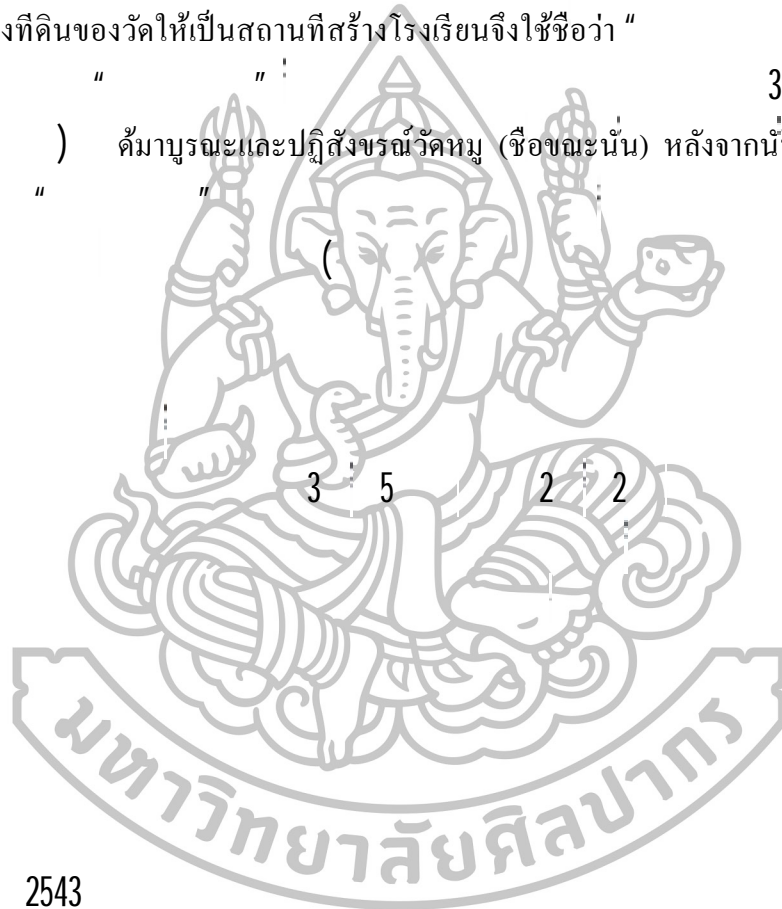 งที่ดินของวัดให้เป็นสถานที่สร้างโรงเรียนจึงใช้ชื่อว่า "
" " 3
) ด้มาบูรณะและปฏิสังขรณ์วัดหมู (ชื่อขณะนั้น) หลังจากนั
" "
(
3 5 2 2
มหาวิทยาลัยศิลปากร
2543